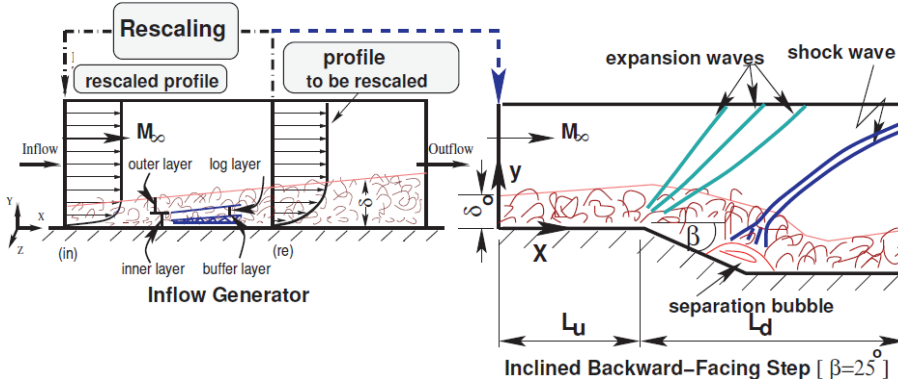 Rescaling
rescaled profile
profile
to be rescaled
Inflow
M∞
outer layer
log layer
Outflow
δ
Y
X
Z
(in)
(re)
inner layer
buffer layer
Inflow Generator
expansion waves
shock wave
M∞
y
δo
X
β
separation bubble
Lu
Ld
Inclined Backward–Facing Step [ β=25° ]